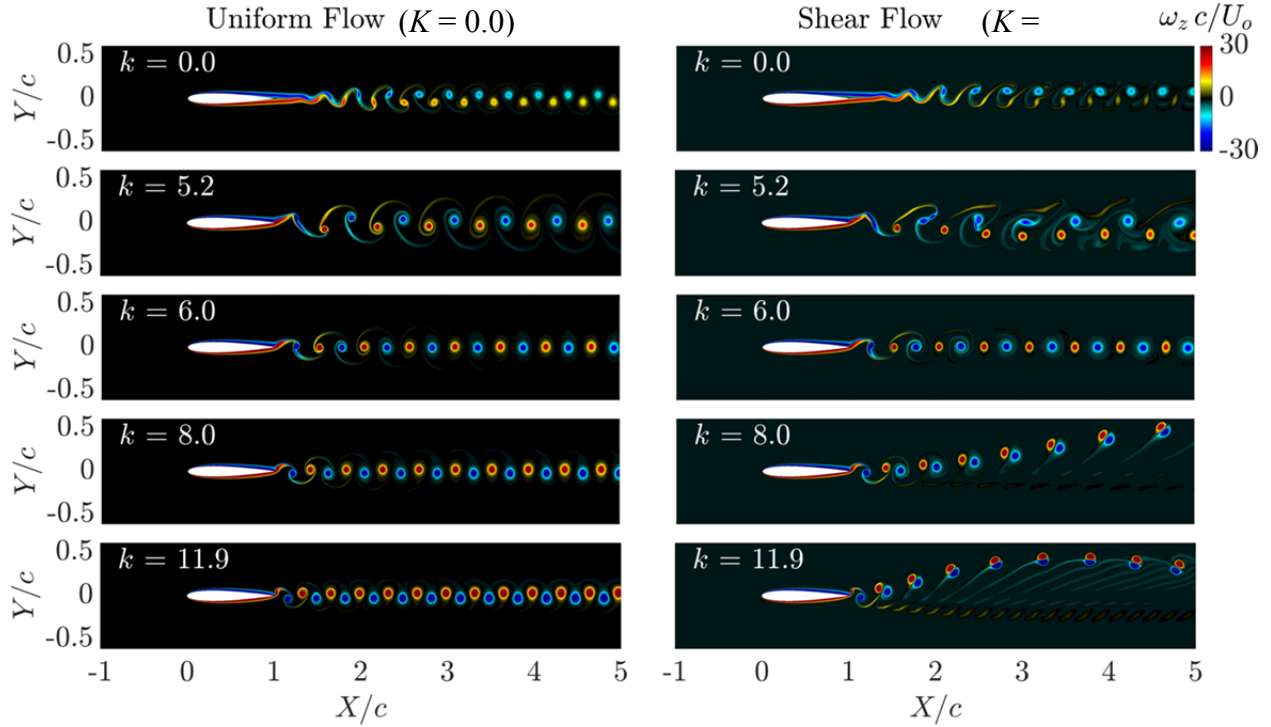 Uniform Flow (K = 0.0) Shear Flow (K = ω_z c/U_o
0.5 k = 0.0 k = 0.0 30
Y/c 0 0
-0.5 -30
0.5 k = 5.2 k = 5.2
Y/c 0
-0.5
0.5 k = 6.0 k = 6.0
Y/c 0
-0.5
0.5 k = 8.0 k = 8.0
Y/c 0
-0.5
0.5 k = 11.9 k = 11.9
Y/c 0
-0.5
-1 0 1 2 3 4 5 -1 0 1 2 3 4 5
X/c X/c